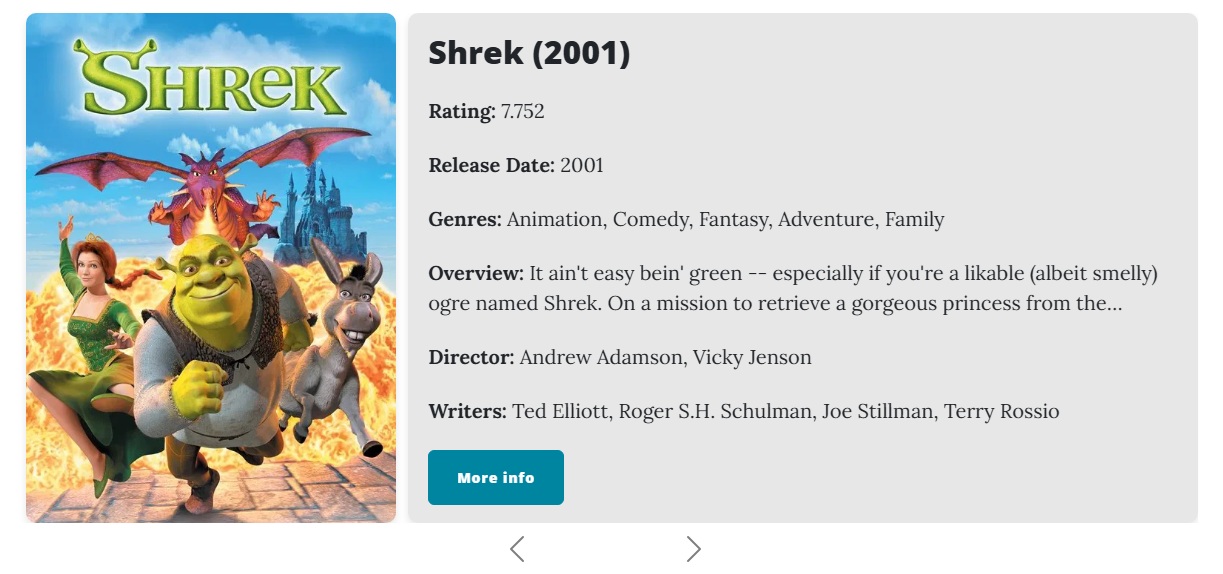 SHREK
Shrek (2001)
Rating: 7.752
Release Date: 2001
Genres: Animation, Comedy, Fantasy, Adventure, Family
Overview: It ain't easy bein' green -- especially if you're a likable (albeit smelly)
ogre named Shrek. On a mission to retrieve a gorgeous princess from the...
Director: Andrew Adamson, Vicky Jenson
Writers: Ted Elliott, Roger S.H. Schulman, Joe Stillman, Terry Rossio
More info